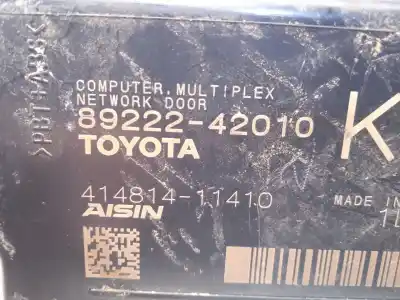 COMPUTER, MULTIPLEX
NETWORK DOOR
89222-42010
K
TOYOTA
414814-11410
MADE IN
AISIN